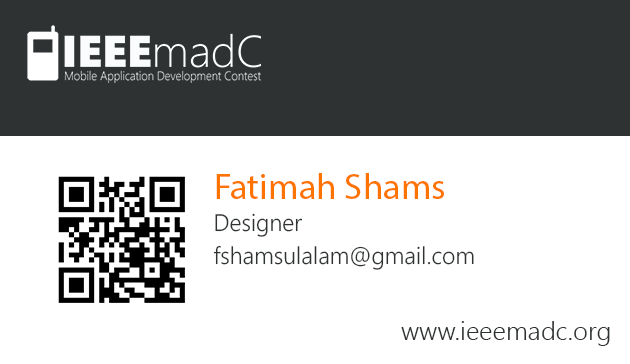 IEEEmadC
Mobile Application Development Contest
Fatimah Shams
Designer
fshamsulalam@gmail.com
www.ieeemadc.org